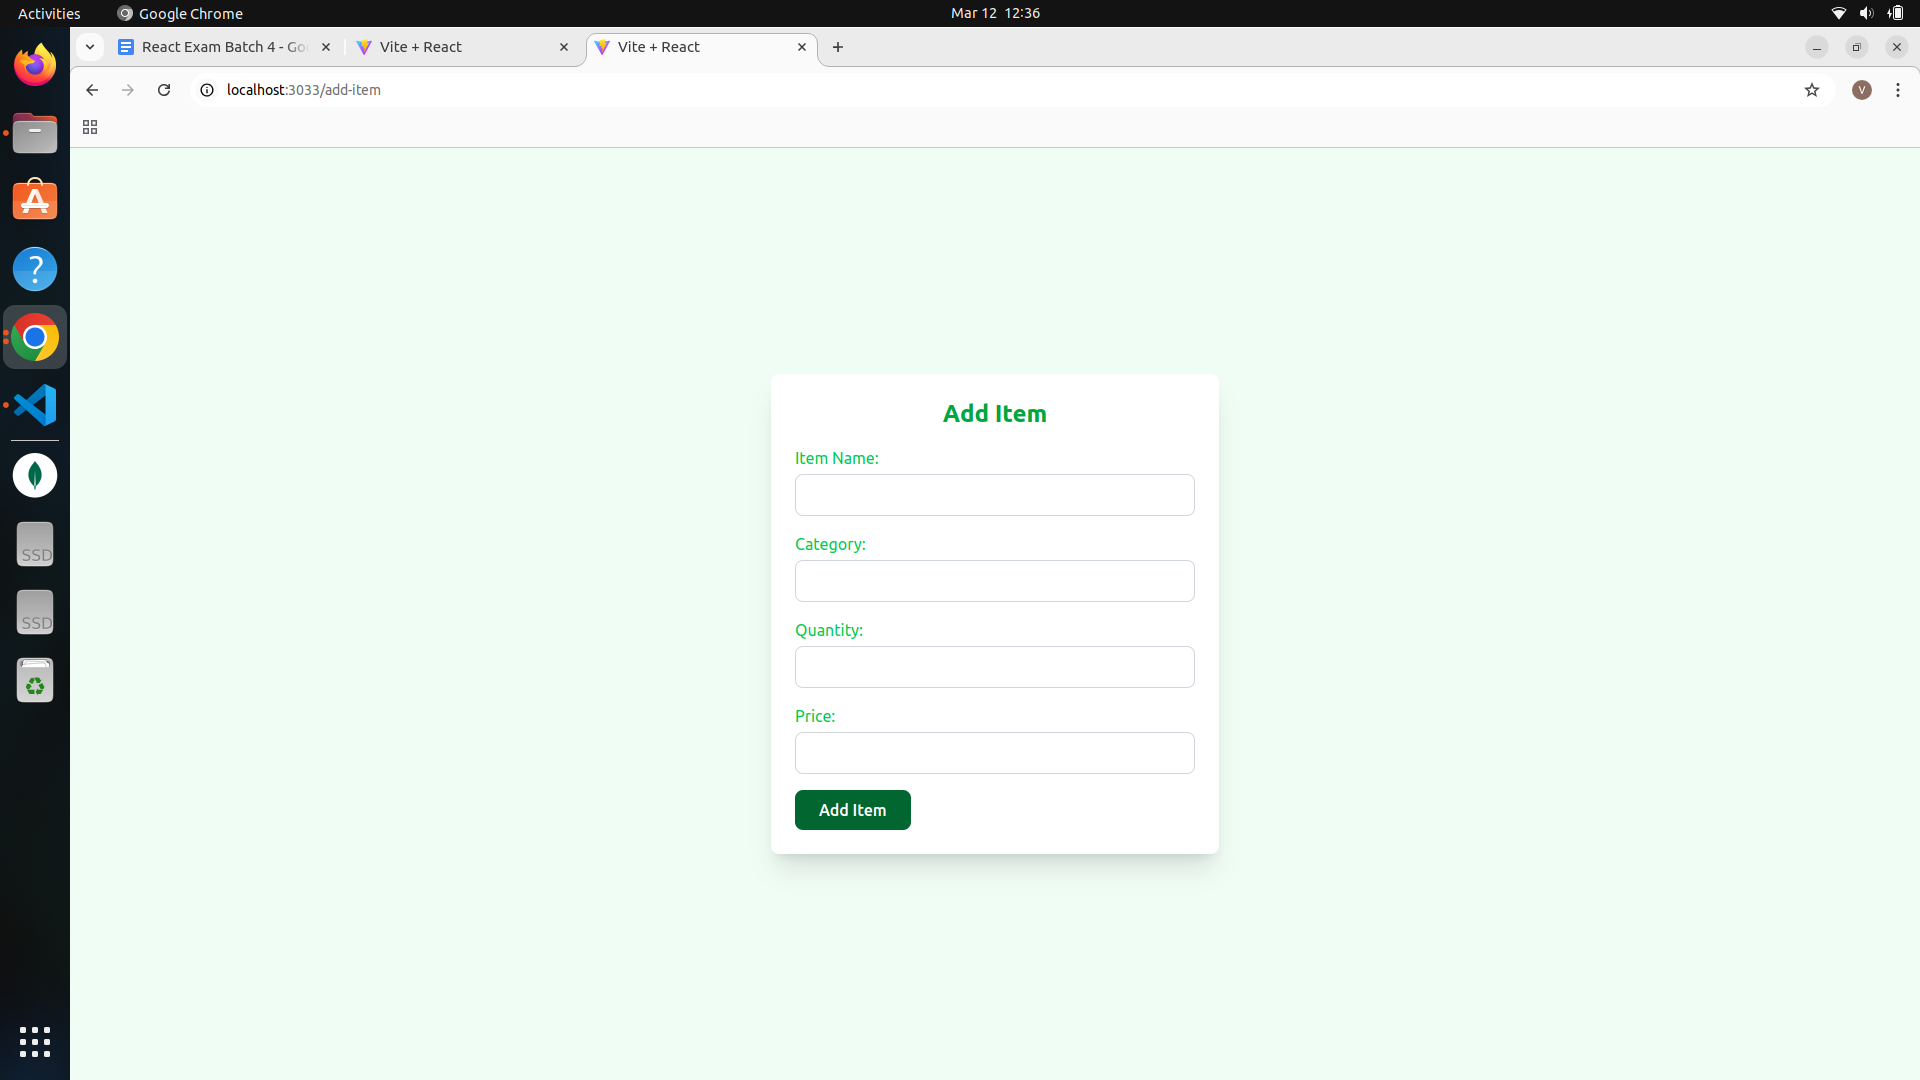 Activities
Google Chrome
Mar 12 12:36
React Exam Batch 4 - Go
Vite + React
Vite + React
localhost:3033/add-item
V
Add Item
Item Name:
Category:
Quantity:
Price:
Add Item
SSD
SSD